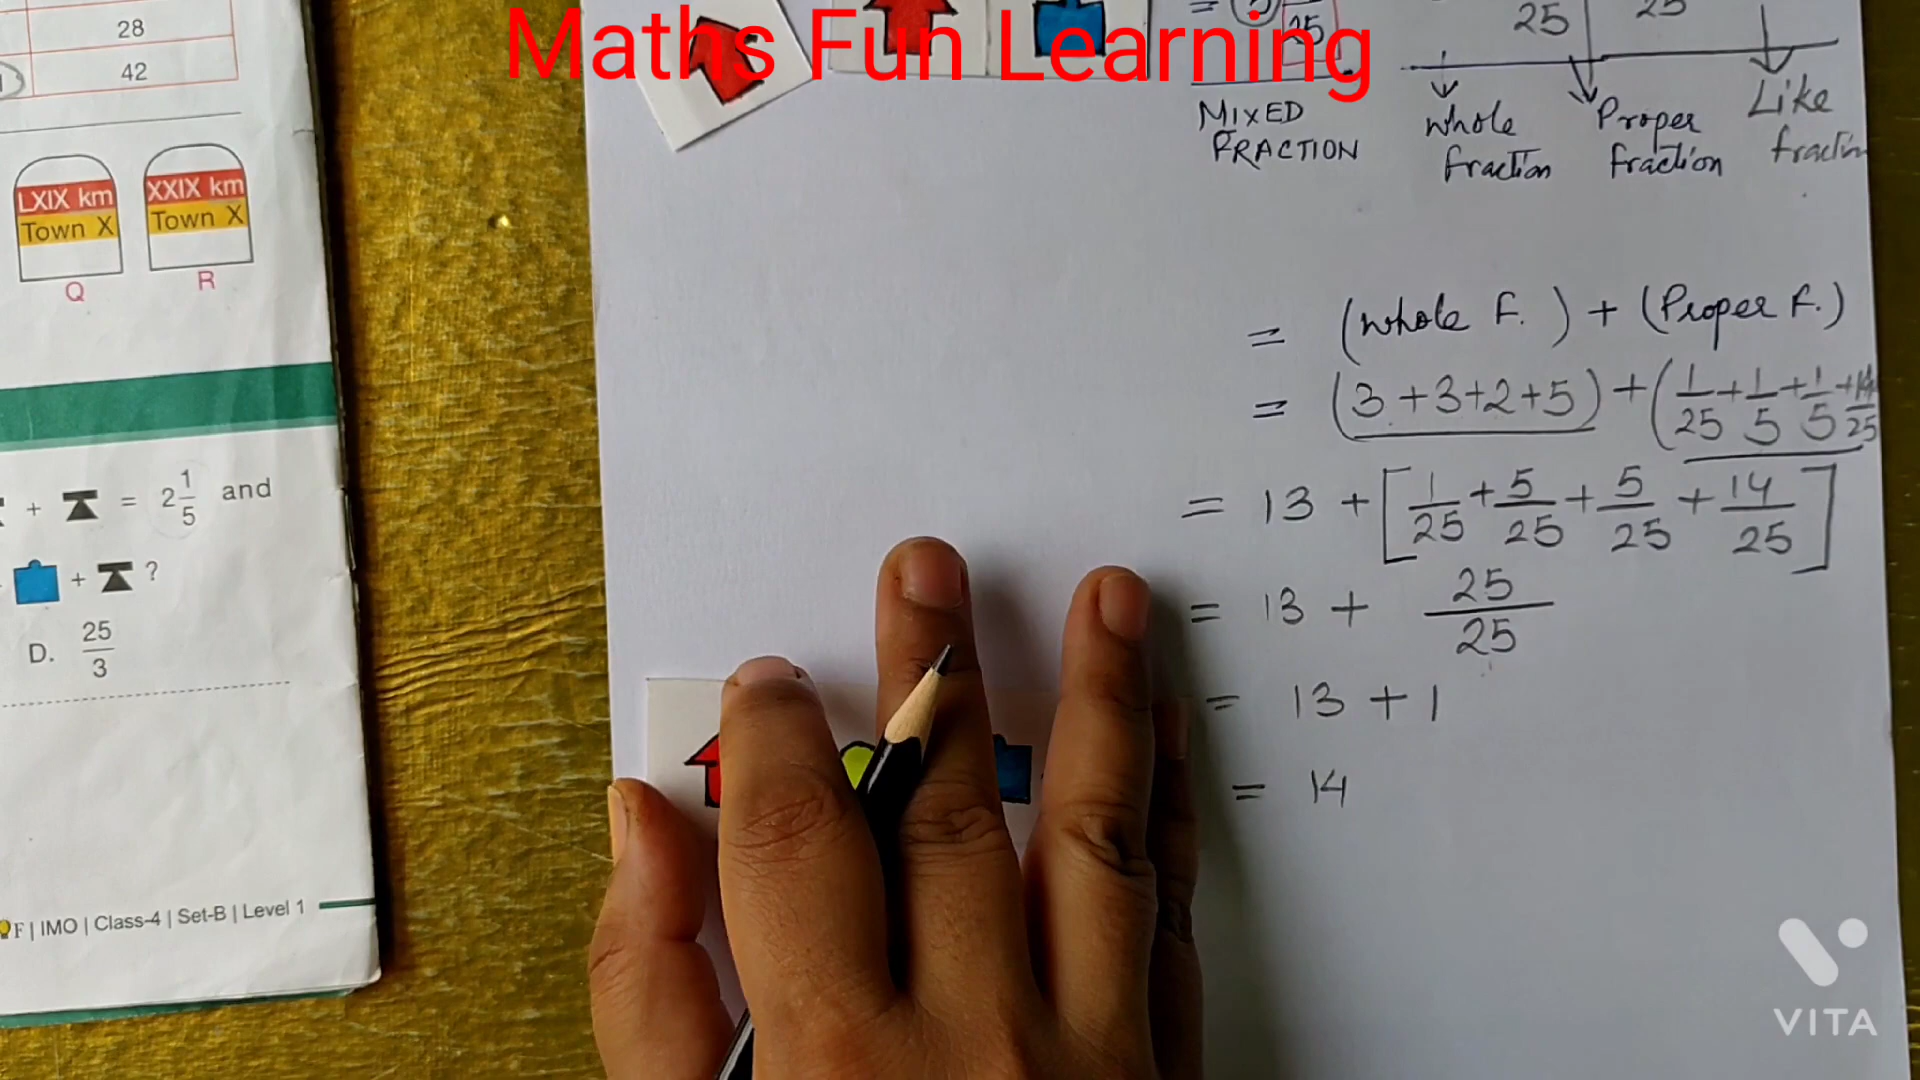 Maths Fun Learning
28
42
LXIX km
Town X
Q
XXIX km
Town X
R
+ = 2 1/5 and
+ ?
D. 25/3
F | IMO | Class-4 | Set-B | Level 1
=
25
MIXED
FRACTION
25
25
Whole
fraction
Proper
fraction
Like
= (Whole F.) + (Proper F.)
= (3+3+2+5) + (1/25 + 1/5 + 1/5 + 14/25
= 13 + [1/25 + 5/25 + 5/25 + 14/25]
= 13 + 25/25
= 13 + 1
= 14
VITA